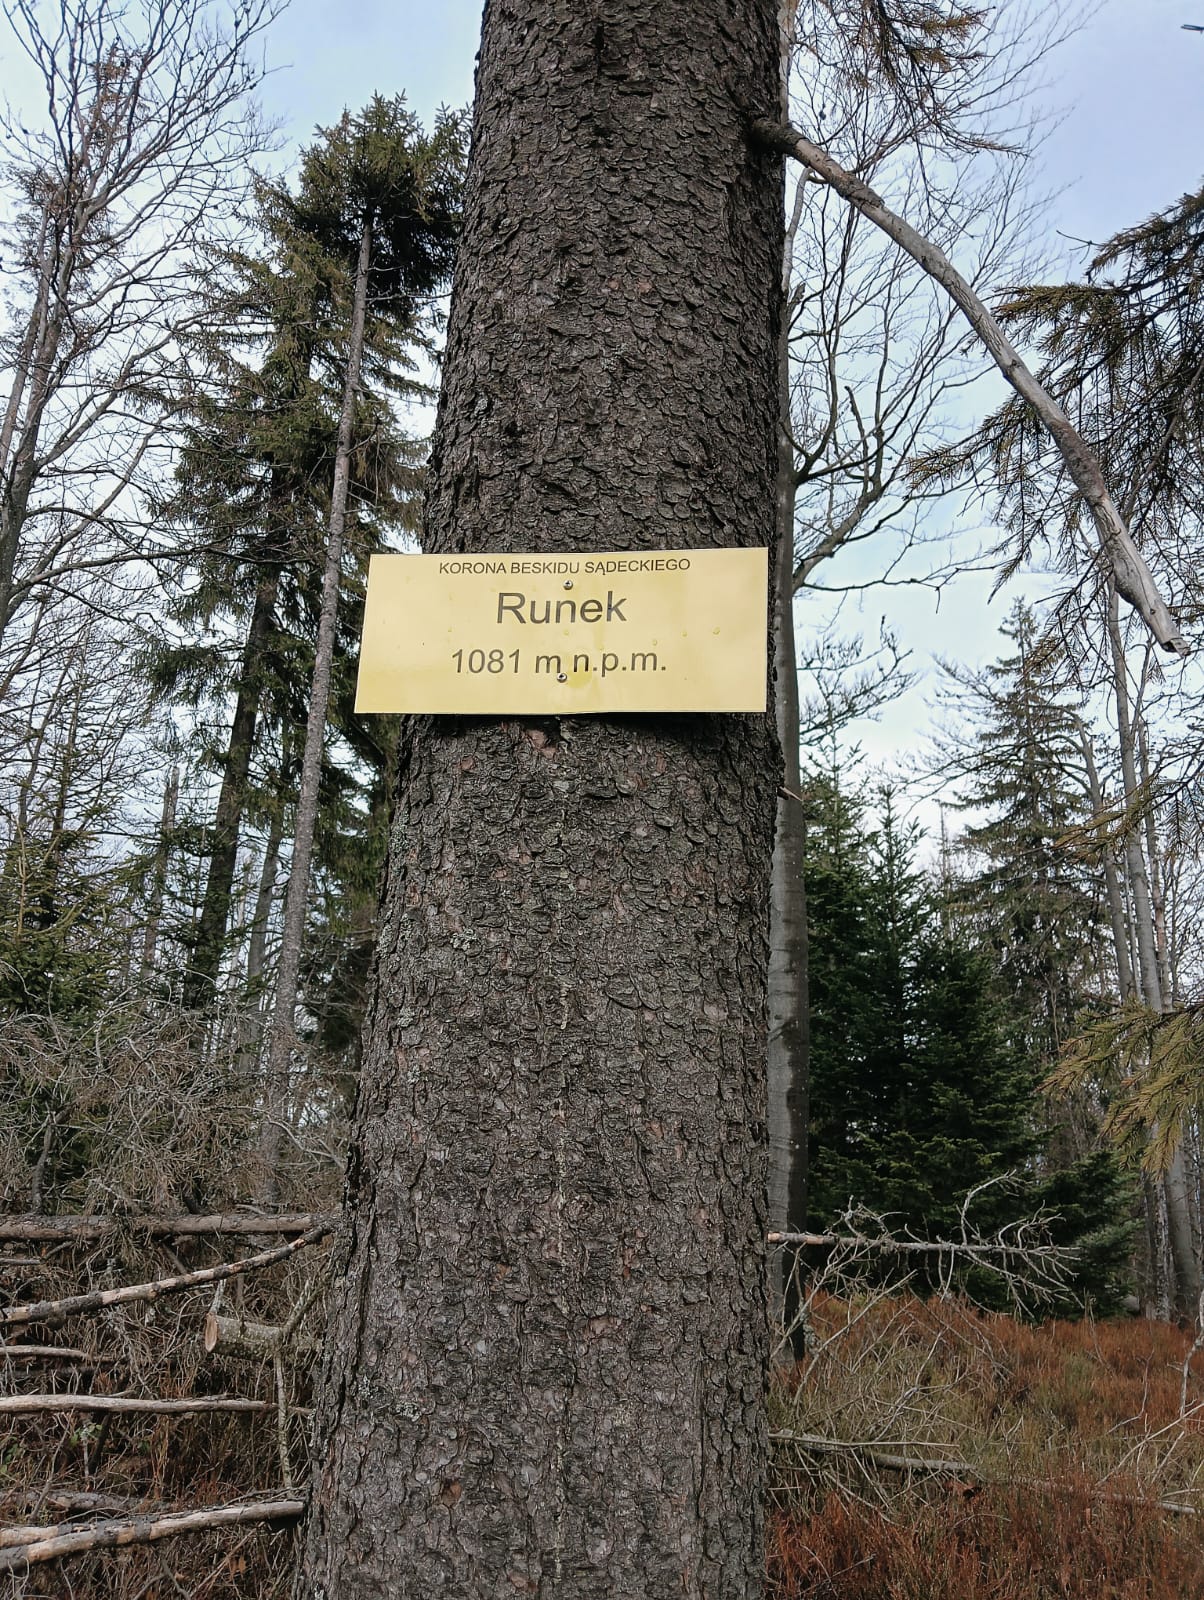 KORONA BESKIDU SĄDECKIEGO
Runek
1081 m n.p.m.